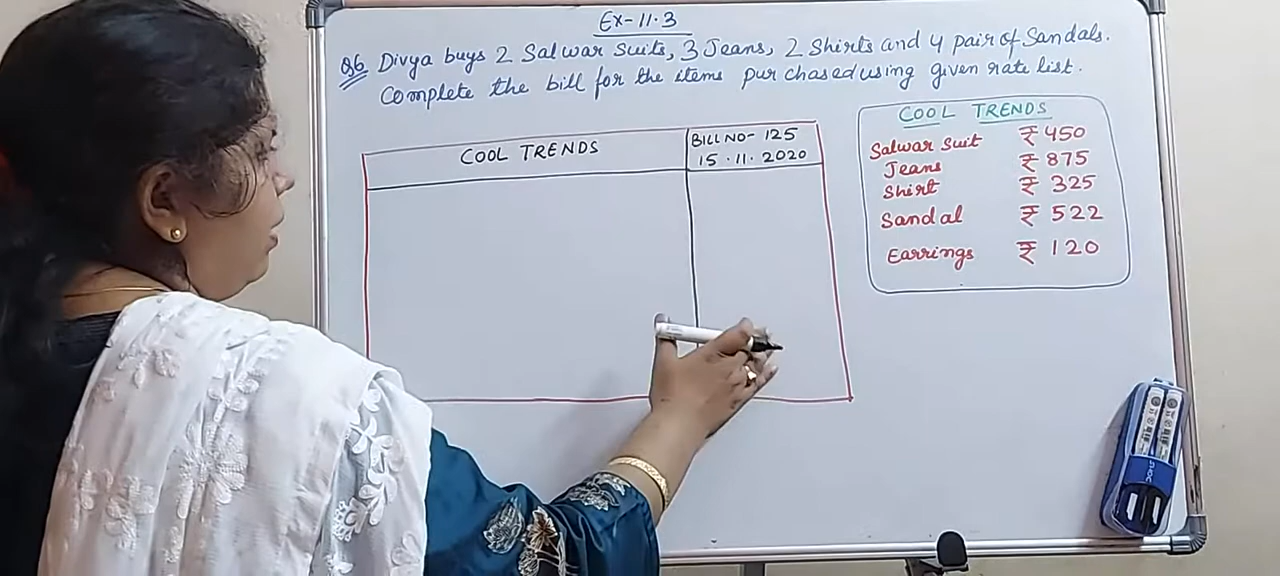 Ex-11.3
Q6 Divya buys 2 Salwar Suits, 3 Jeans, 2 Shirts and 4 pair of Sandals.
Complete the bill for the items purchased using given rate list.
COOL TRENDS
BILL NO- 125
15.11.2020
COOL TRENDS
Salwar Suit ₹ 450
Jeans ₹ 875
Shirt ₹ 325
Sandal ₹ 522
Earrings ₹ 120